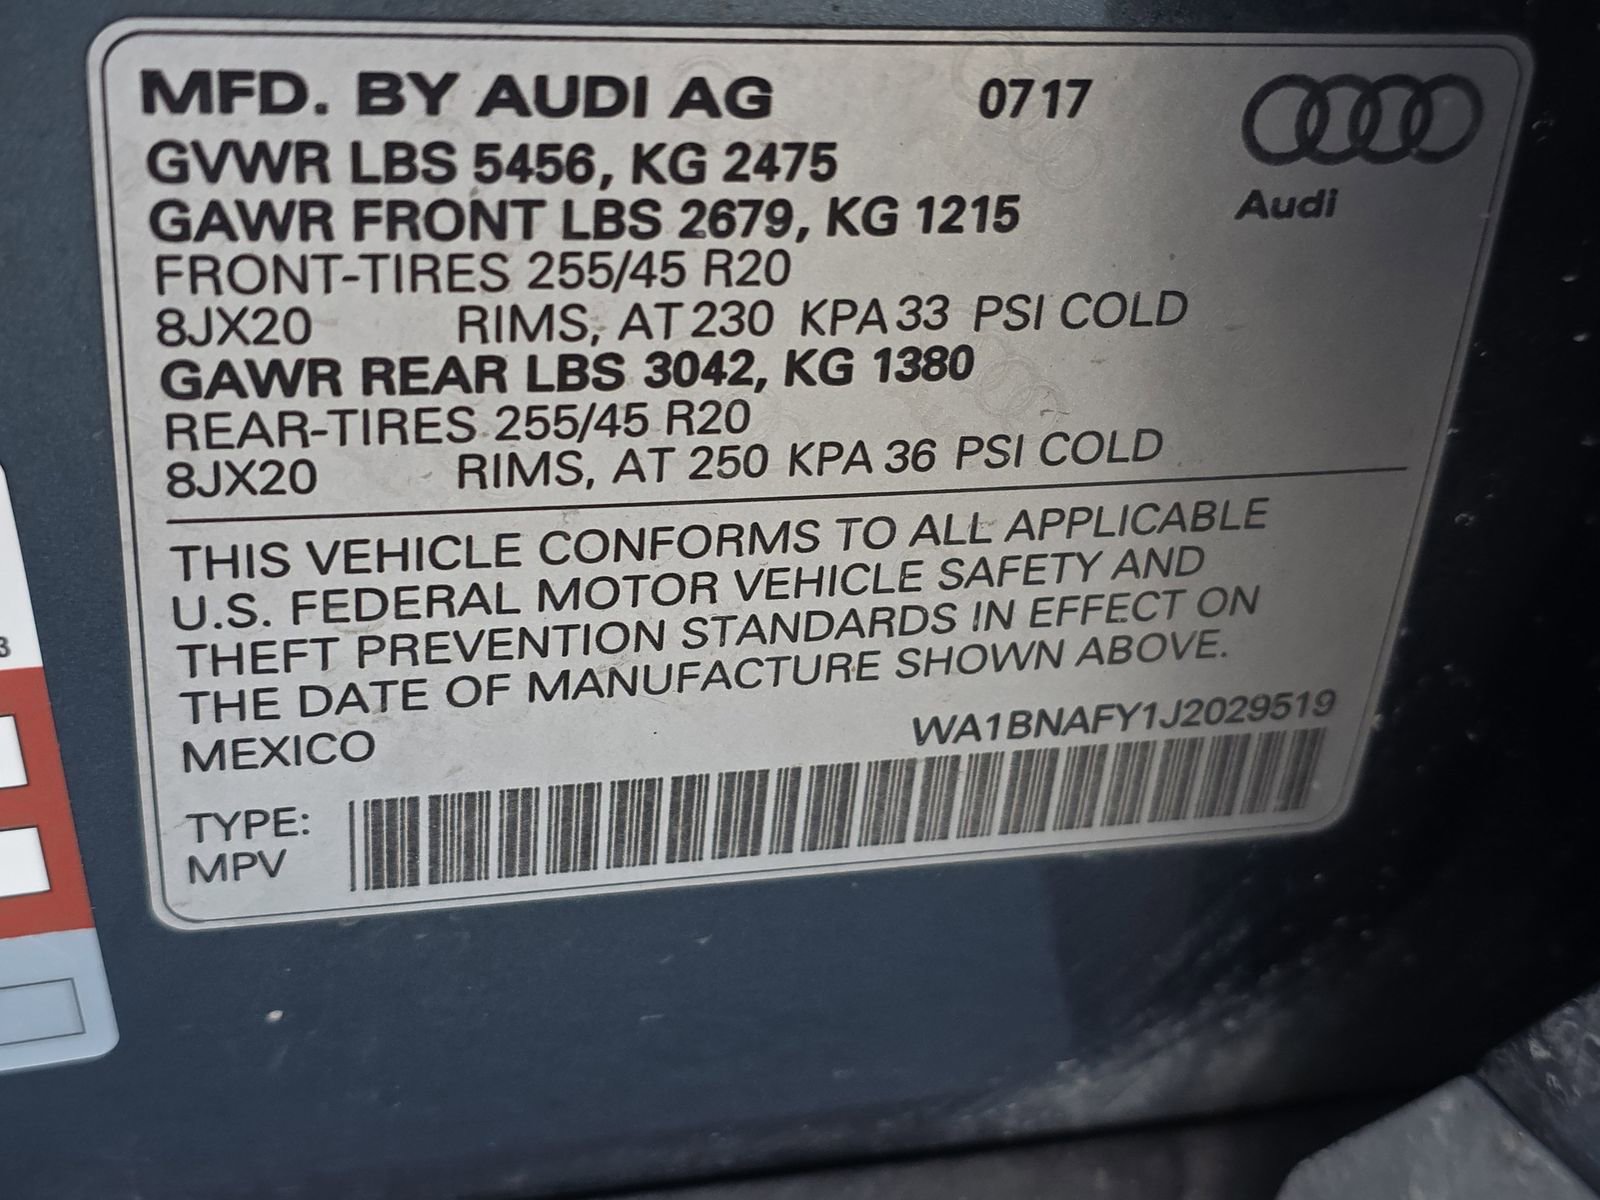 MFD. BY AUDI AG 0717
GVWR LBS 5456, KG 2475
GAWR FRONT LBS 2679, KG 1215
Audi
FRONT-TIRES 255/45 R20
8JX20 RIMS, AT 230 KPA 33 PSI COLD
GAWR REAR LBS 3042, KG 1380
REAR-TIRES 255/45 R20
8JX20 RIMS, AT 250 KPA 36 PSI COLD
THIS VEHICLE CONFORMS TO ALL APPLICABLE
U.S. FEDERAL MOTOR VEHICLE SAFETY AND
THEFT PREVENTION STANDARDS IN EFFECT ON
THE DATE OF MANUFACTURE SHOWN ABOVE.
MEXICO WA1BNAFY1J2029519
TYPE:
MPV
3